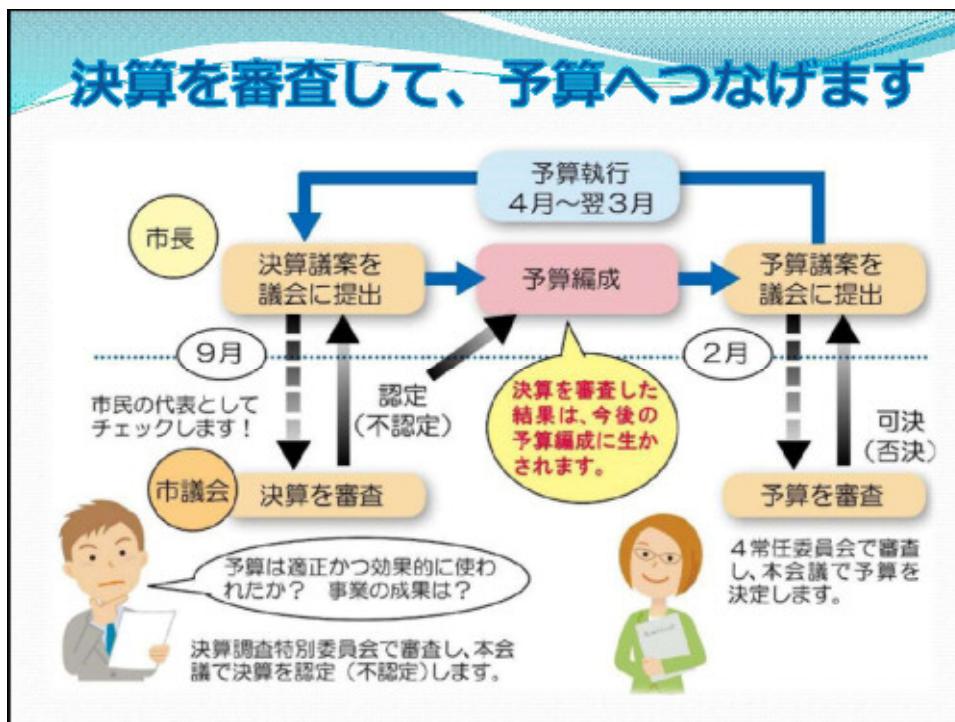 決算を審査して、予算へつなげます
予算執行
4月～翌3月
市長
決算議案を
議会に提出
予算編成
予算議案を
議会に提出
9月
2月
市民の代表として
チェックします！
認定
（不認定）
決算を審査した
結果は、今後の
予算編成に生か
されます。
可決
（否決）
市議会
決算を審査
予算を審査
予算は適正かつ効果的に使わ
れたか？　事業の成果は？
4常任委員会で審査
し、本会議で予算を
決定します。
決算調査特別委員会で審査し、本会
議で決算を認定（不認定）します。